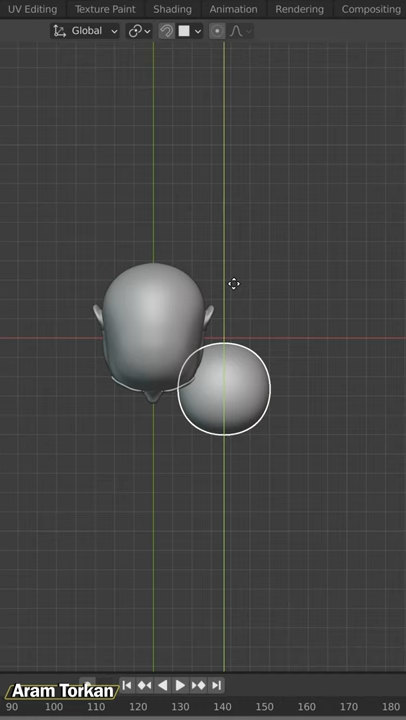 UV Editing Texture Paint Shading Animation Rendering Compositing
Global
Aram Torkan
90 100 110 120 130 140 150 160 170 180